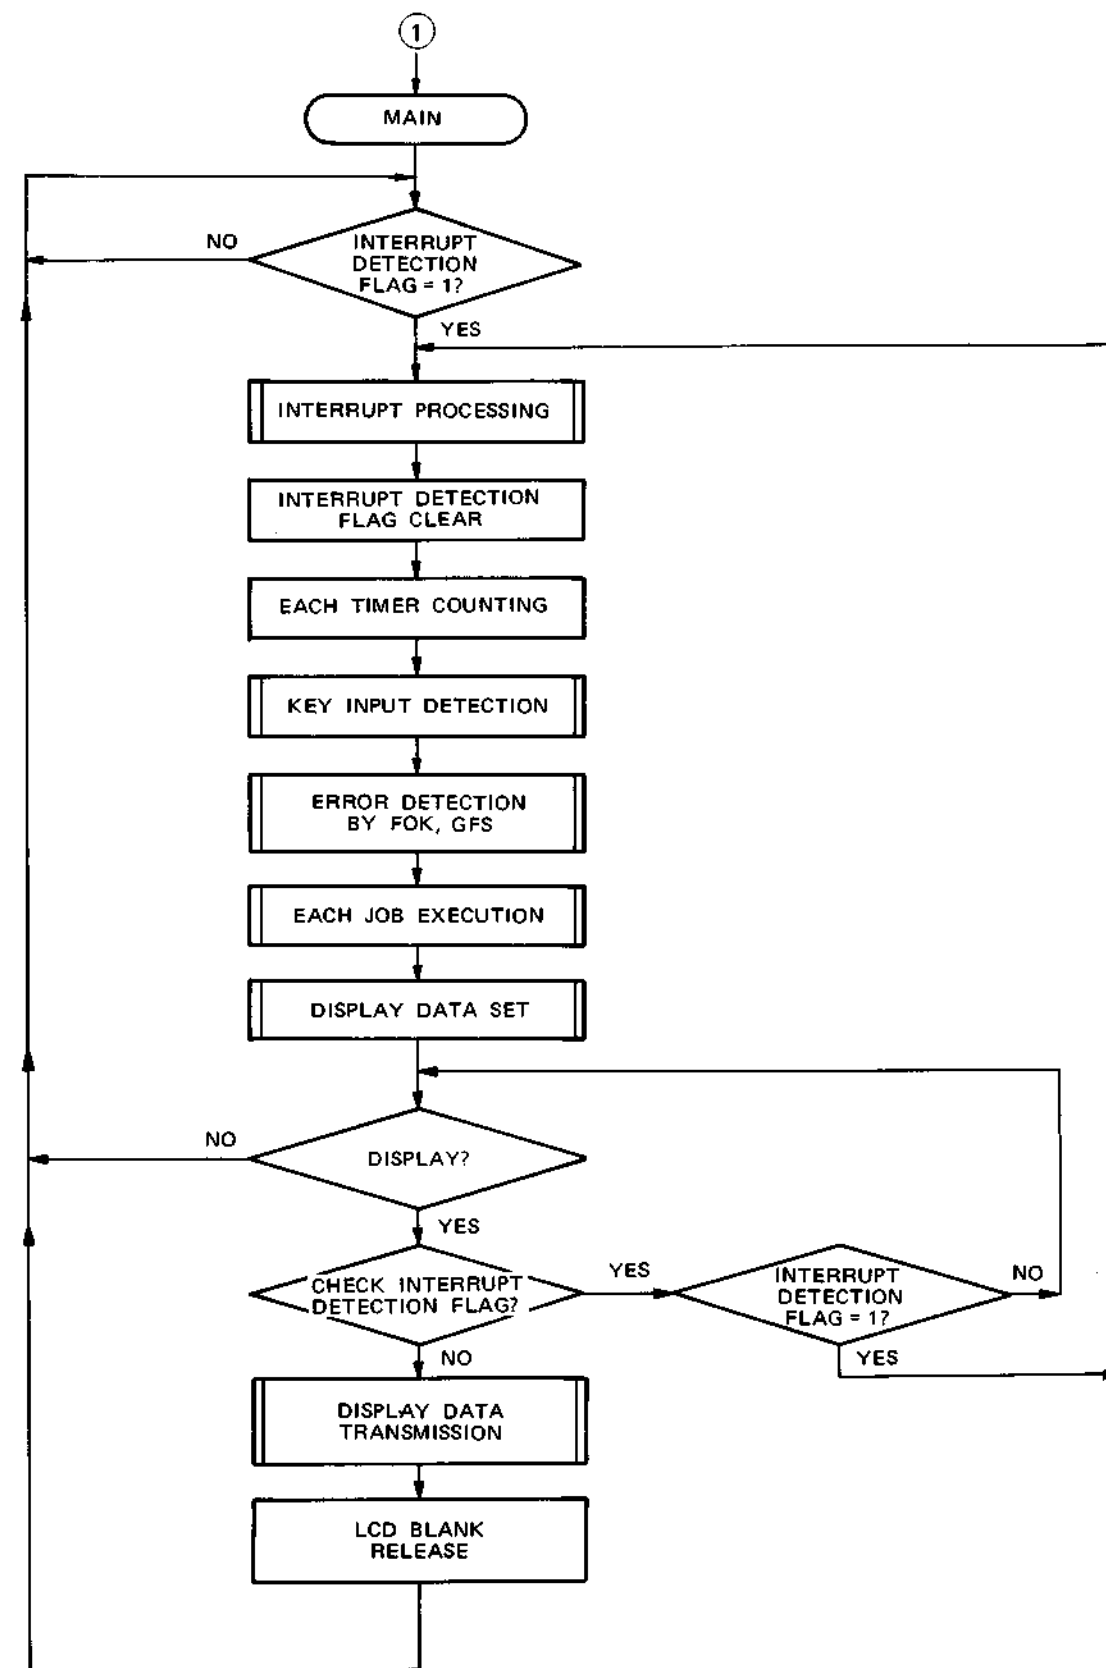 1
MAIN
NO
INTERRUPT
DETECTION
FLAG = 1?
YES
INTERRUPT PROCESSING
INTERRUPT DETECTION
FLAG CLEAR
EACH TIMER COUNTING
KEY INPUT DETECTION
ERROR DETECTION
BY FOK, GFS
EACH JOB EXECUTION
DISPLAY DATA SET
NO
DISPLAY?
YES
CHECK INTERRUPT
DETECTION FLAG?
YES
INTERRUPT
DETECTION
FLAG = 1?
NO
NO
YES
DISPLAY DATA
TRANSMISSION
LCD BLANK
RELEASE